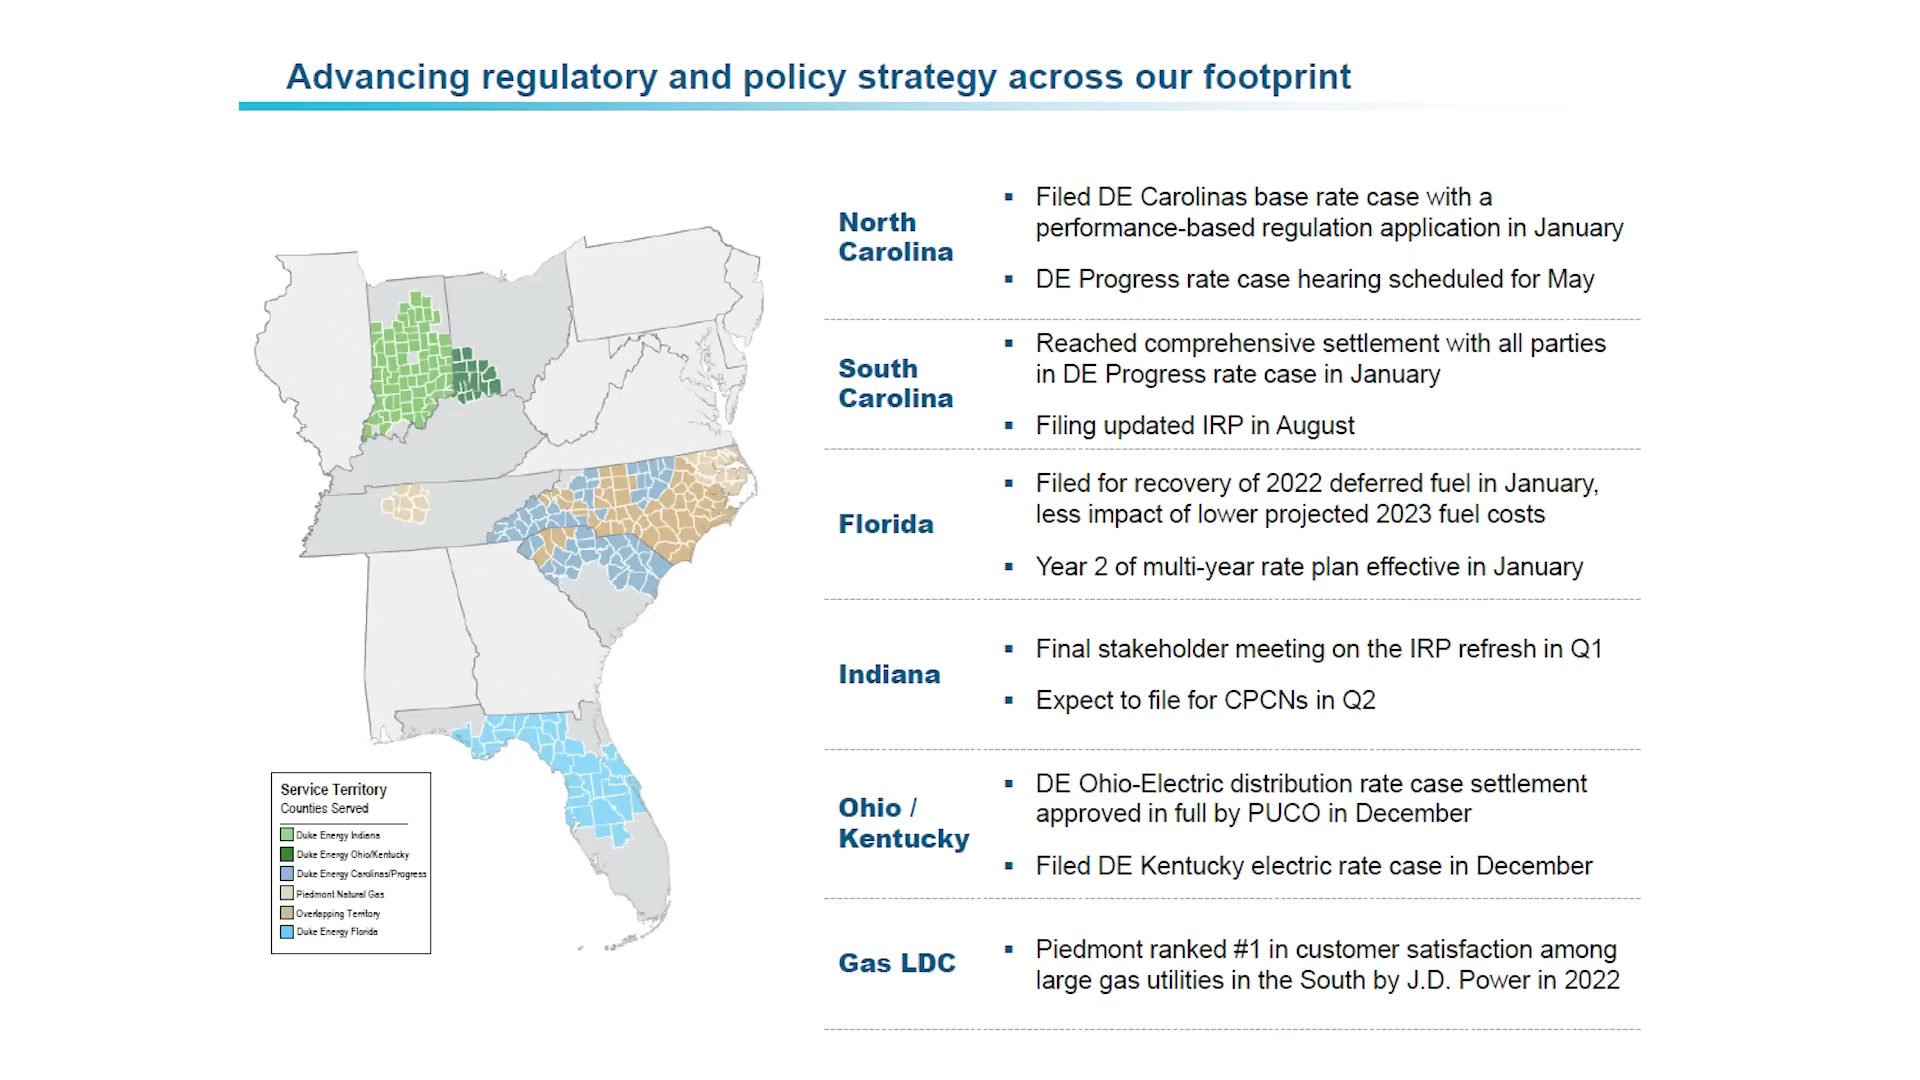 Advancing regulatory and policy strategy across our footprint
North
Carolina
▪ Filed DE Carolinas base rate case with a
performance-based regulation application in January
▪ DE Progress rate case hearing scheduled for May
South
Carolina
▪ Reached comprehensive settlement with all parties
in DE Progress rate case in January
▪ Filing updated IRP in August
Florida
▪ Filed for recovery of 2022 deferred fuel in January,
less impact of lower projected 2023 fuel costs
▪ Year 2 of multi-year rate plan effective in January
Indiana
▪ Final stakeholder meeting on the IRP refresh in Q1
▪ Expect to file for CPCNs in Q2
Ohio /
Kentucky
▪ DE Ohio-Electric distribution rate case settlement
approved in full by PUCO in December
▪ Filed DE Kentucky electric rate case in December
Gas LDC
▪ Piedmont ranked #1 in customer satisfaction among
large gas utilities in the South by J.D. Power in 2022
Service Territory
Counties Served
Duke Energy Indiana
Duke Energy Ohio/Kentucky
Duke Energy Carolinas/Progress
Piedmont Natural Gas
Overlapping Territory
Duke Energy Florida